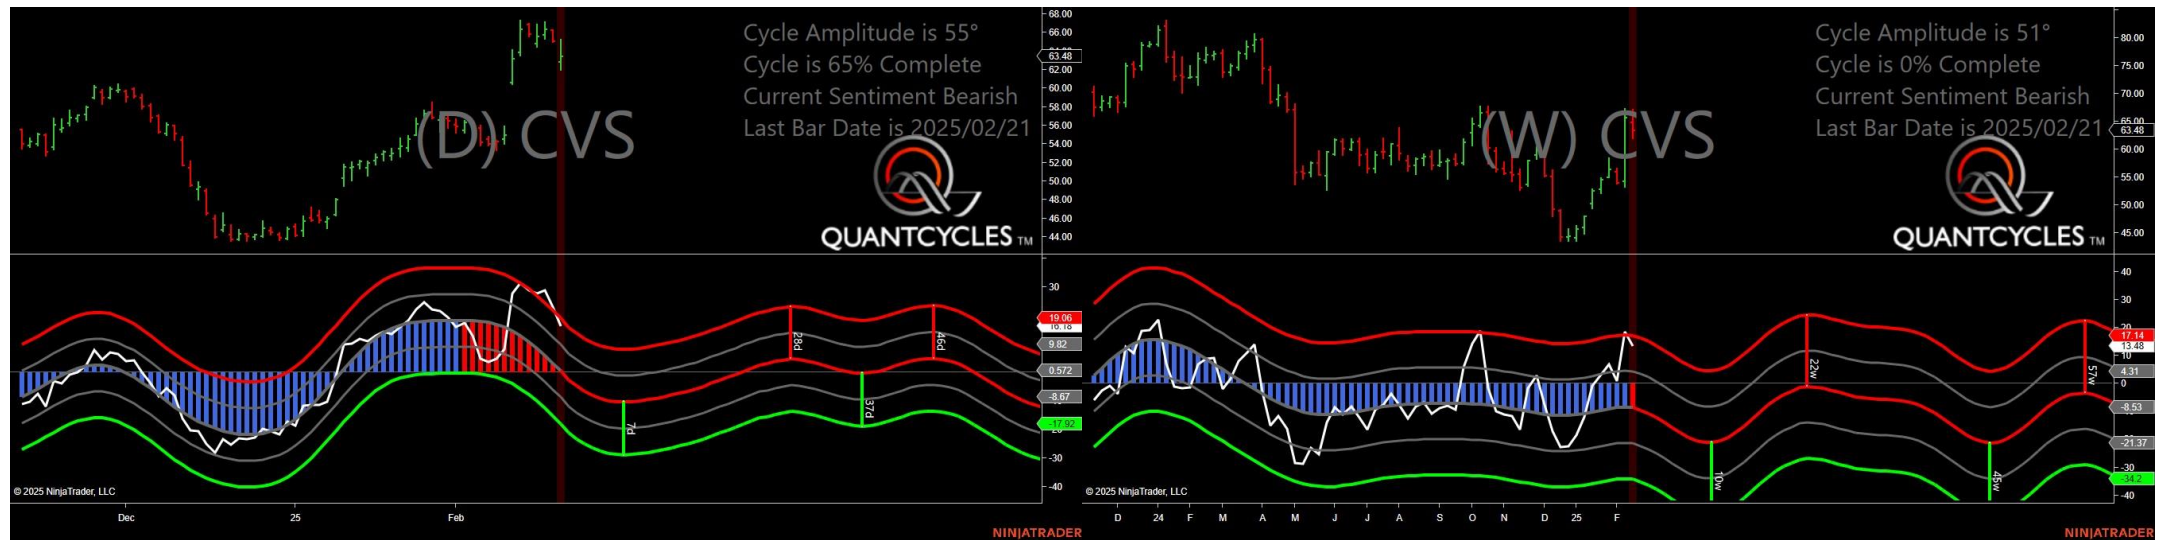 Cycle Amplitude is 55°
Cycle is 65% Complete
Current Sentiment Bearish
Last Bar Date is 2025/02/21
(D) CVS
QUANTCYCLES TM
68.00
66.00
63.48
62.00
60.00
58.00
56.00
54.00
52.00
50.00
48.00
46.00
44.00
30
19.06
16.18
9.82
0.572
-8.67
-17.92
-30
-40
7d
28d
37d
46d
© 2025 NinjaTrader, LLC
Dec
25
Feb
NINJATRADER
Cycle Amplitude is 51°
Cycle is 0% Complete
Current Sentiment Bearish
Last Bar Date is 2025/02/21
(W) CVS
QUANTCYCLES TM
80.00
75.00
70.00
65.00
63.48
60.00
55.00
50.00
45.00
40
30
17.14
13.48
10
4.31
0
-8.53
-21.37
-30
-34.2
-40
10w
22w
45w
57w
© 2025 NinjaTrader, LLC
D 24 F M A M J J A S O N D 25 F
NINJATRADER